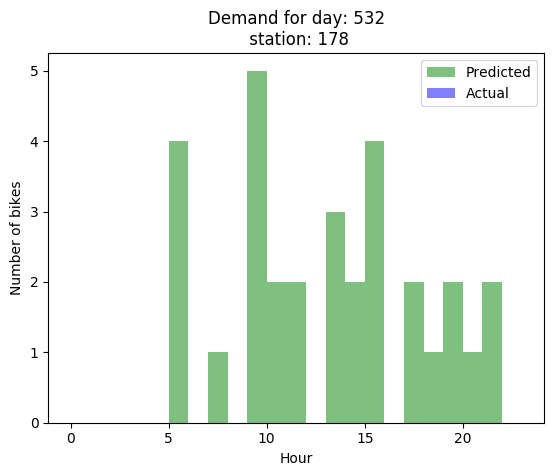 Demand for day: 532
station: 178
Predicted
Actual
5
4
3
2
1
0
Number of bikes
0 5 10 15 20
Hour